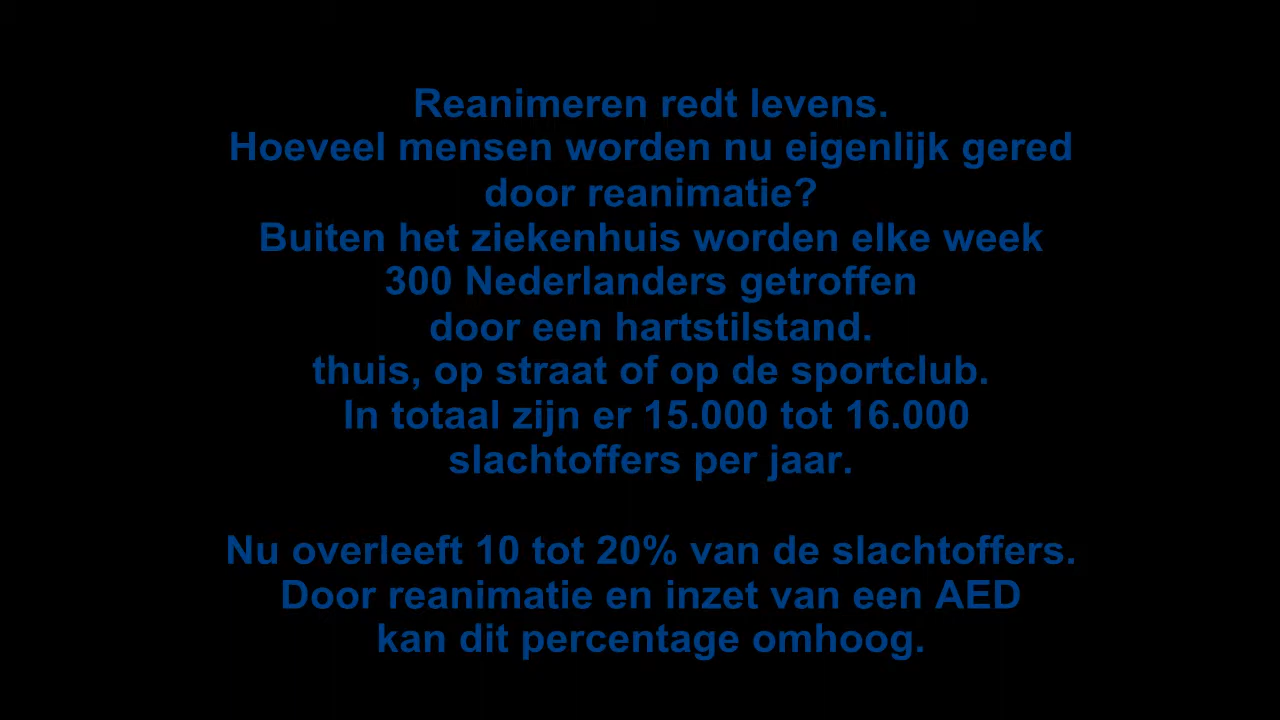 Reanimeren redt levens.
Hoeveel mensen worden nu eigenlijk gered
door reanimatie?
Buiten het ziekenhuis worden elke week
300 Nederlanders getroffen
door een hartstilstand.
thuis, op straat of op de sportclub.
In totaal zijn er 15.000 tot 16.000
slachtoffers per jaar.
Nu overleeft 10 tot 20% van de slachtoffers.
Door reanimatie en inzet van een AED
kan dit percentage omhoog.